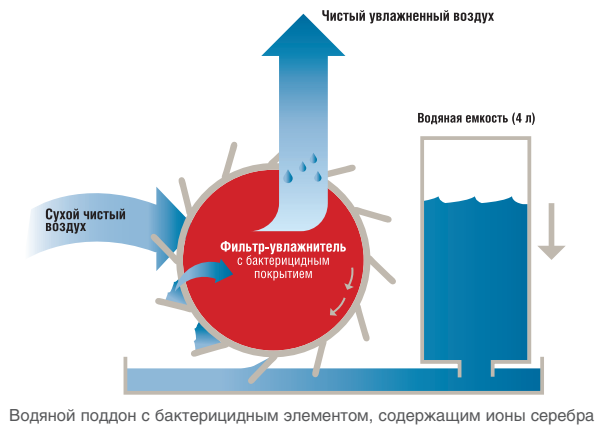 Чистый увлажненный воздух
Водяная емкость (4 л)
Сухой чистый
воздух
Фильтр-увлажнитель
с бактерицидным
покрытием
Водяной поддон с бактерицидным элементом, содержащим ионы серебра